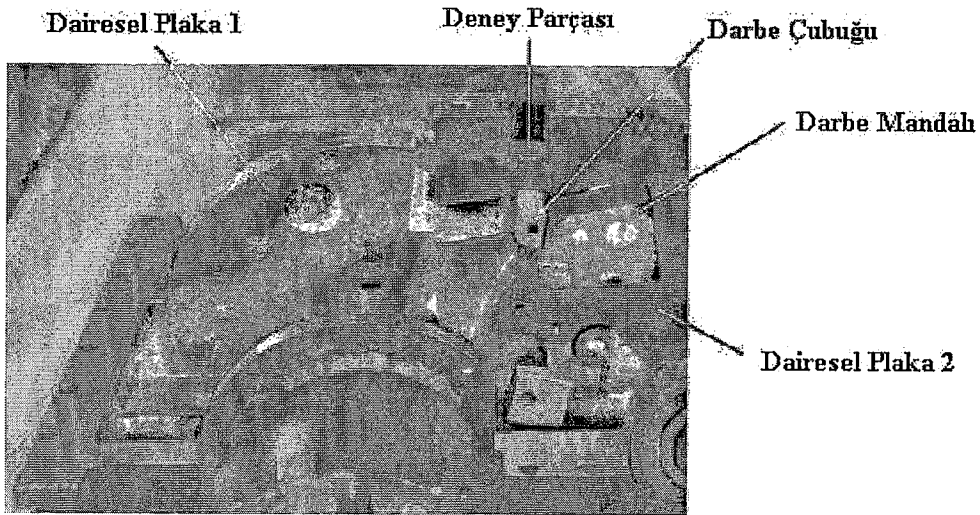 Dairesel Plaka 1
Deney Parçası
Darbe Çubuğu
Darbe Mandalı
Dairesel Plaka 2